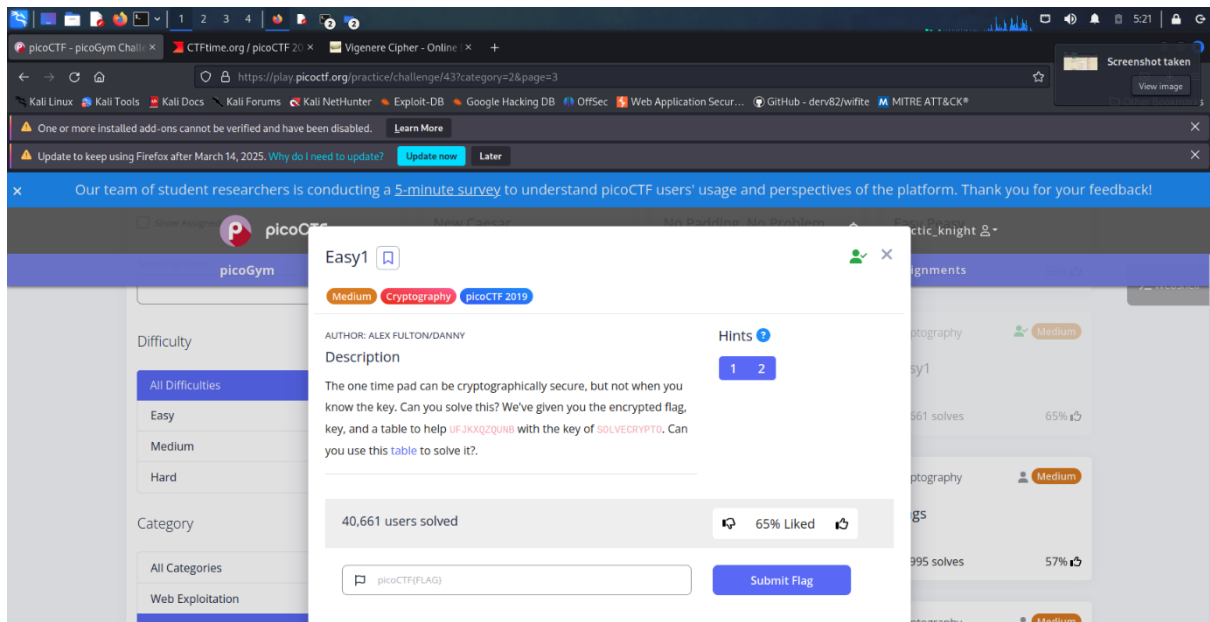 1 2 3 4 2 2 5:21
picoCTF - picoGym Challe × CTFtime.org / picoCTF 20 × Vigenere Cipher - Online × +
Screenshot taken
View image
https://play.picoctf.org/practice/challenge/43?category=2&page=3
Kali Linux Kali Tools Kali Docs Kali Forums Kali NetHunter Exploit-DB Google Hacking DB OffSec Web Application Secur... GitHub - derv82/wifite MITRE ATT&CK® Other Bookmarks
One or more installed add-ons cannot be verified and have been disabled. Learn More
Update to keep using Firefox after March 14, 2025. Why do I need to update? Update now Later
Our team of student researchers is conducting a 5-minute survey to understand picoCTF users' usage and perspectives of the platform. Thank you for your feedback!
New Caesar No Padding, No Problem Easy Peasy
picoCTF ctic_knight
picoGym ignments
Easy1
Medium Cryptography picoCTF 2019
AUTHOR: ALEX FULTON/DANNY
Description
The one time pad can be cryptographically secure, but not when you
know the key. Can you solve this? We've given you the encrypted flag,
key, and a table to help UFJKXQZQUNB with the key of SOLVECRYPTO. Can
you use this table to solve it?.
Hints
1 2
40,661 users solved
65% Liked
picoCTF{FLAG}
Submit Flag
Difficulty
All Difficulties
Easy
Medium
Hard
Category
All Categories
Web Exploitation
Webshell
ptography Medium
sy1
661 solves 65%
ptography Medium
gs
995 solves 57%
ptography Medium